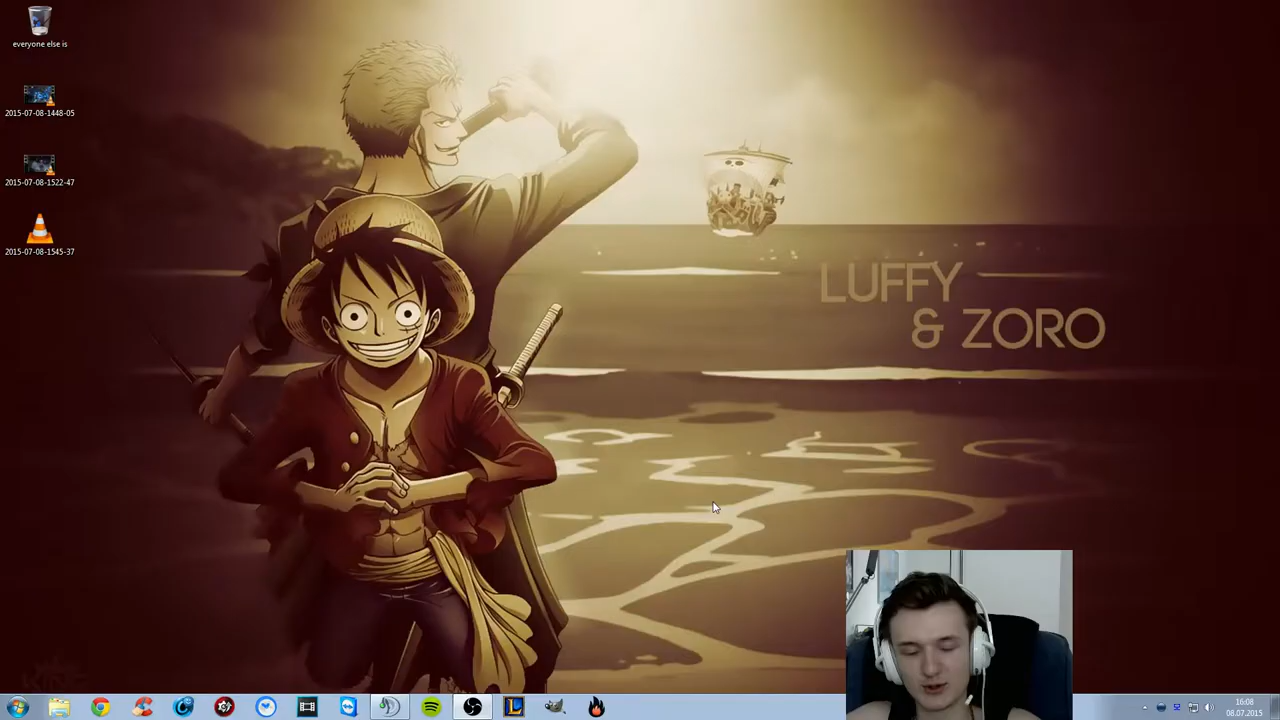 everyone else is
2015-07-08-1448-05
2015-07-08-1522-47
2015-07-08-1545-37
LUFFY
& ZORO
16:08
08.07.2015